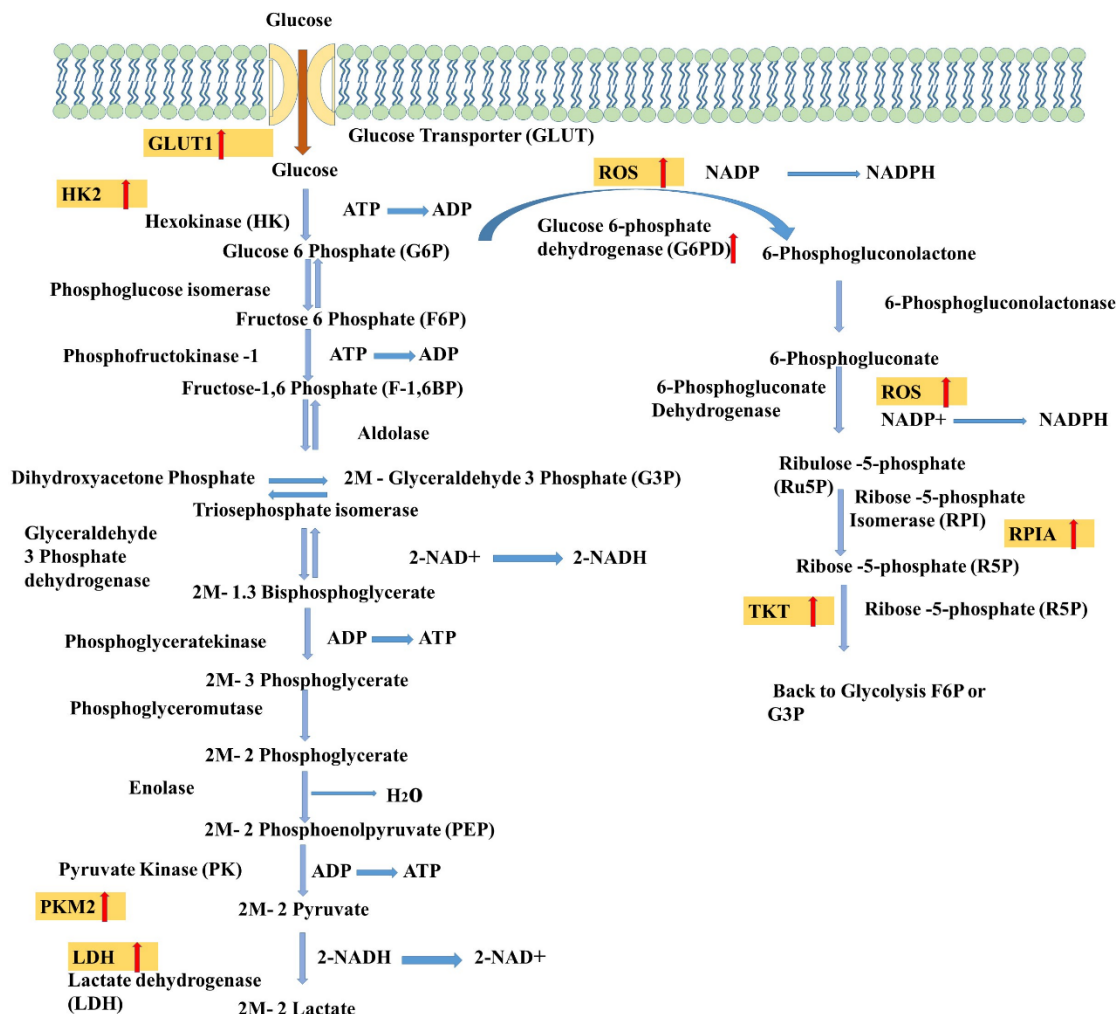 Glucose
Glucose Transporter (GLUT)
GLUT1
Glucose
HK2
Hexokinase (HK)
ATP
ADP
Glucose 6 Phosphate (G6P)
Phosphoglucose isomerase
Fructose 6 Phosphate (F6P)
Phosphofructokinase -1
ATP
ADP
Fructose-1,6 Phosphate (F-1,6BP)
Aldolase
Dihydroxyacetone Phosphate
2M - Glyceraldehyde 3 Phosphate (G3P)
Triosephosphate isomerase
Glyceraldehyde
3 Phosphate
dehydrogenase
2-NAD+
2-NADH
2M- 1.3 Bisphosphoglycerate
Phosphoglyceratekinase
ADP
ATP
2M- 3 Phosphoglycerate
Phosphoglyceromutase
2M- 2 Phosphoglycerate
Enolase
H2O
2M- 2 Phosphoenolpyruvate (PEP)
Pyruvate Kinase (PK)
ADP
ATP
PKM2
2M- 2 Pyruvate
LDH
Lactate dehydrogenase
(LDH)
2-NADH
2-NAD+
2M- 2 Lactate
ROS
NADP
NADPH
Glucose 6-phosphate
dehydrogenase (G6PD)
6-Phosphogluconolactone
6-Phosphogluconolactonase
6-Phosphogluconate
6-Phosphogluconate
Dehydrogenase
ROS
NADP+
NADPH
Ribulose -5-phosphate
(Ru5P)
Ribose -5-phosphate
Isomerase (RPI)
RPIA
Ribose -5-phosphate (R5P)
TKT
Ribose -5-phosphate (R5P)
Back to Glycolysis F6P or
G3P